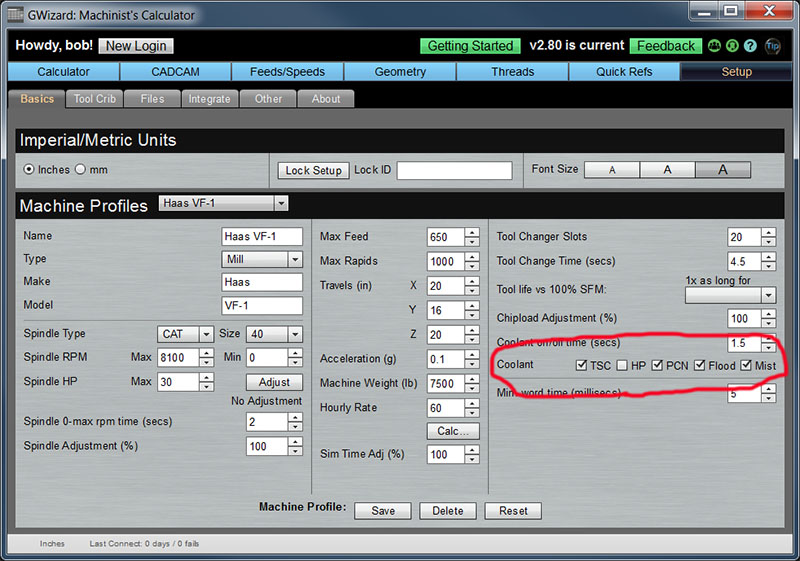 GWizard: Machinist's Calculator
Howdy, bob! New Login Getting Started v2.80 is current Feedback ? Tip
Calculator CADCAM Feeds/Speeds Geometry Threads Quick Refs Setup
Basics Tool Crib Files Integrate Other About
Imperial/Metric Units
Inches mm Lock Setup Lock ID Font Size A A A
Machine Profiles Haas VF-1
Name Haas VF-1
Type Mill
Make Haas
Model VF-1
Spindle Type CAT Size 40
Spindle RPM Max 8100 Min 0
Spindle HP Max 30 Adjust
No Adjustment
Spindle 0-max rpm time (secs) 2
Spindle Adjustment (%) 100
Max Feed 650
Max Rapids 1000
Travels (in) X 20
Y 16
Z 20
Acceleration (g) 0.1
Machine Weight (lb) 7500
Hourly Rate 60
Calc...
Sim Time Adj (%) 100
Tool Changer Slots 20
Tool Change Time (secs) 4.5
1x as long for
Tool life vs 100% SFM:
Chipload Adjustment (%) 100
Coolant on/off time (secs) 1.5
Coolant TSC HP PCN Flood Mist
word time (millisecs) 5
Machine Profile: Save Delete Reset
Inches Last Connect: 0 days / 0 fails